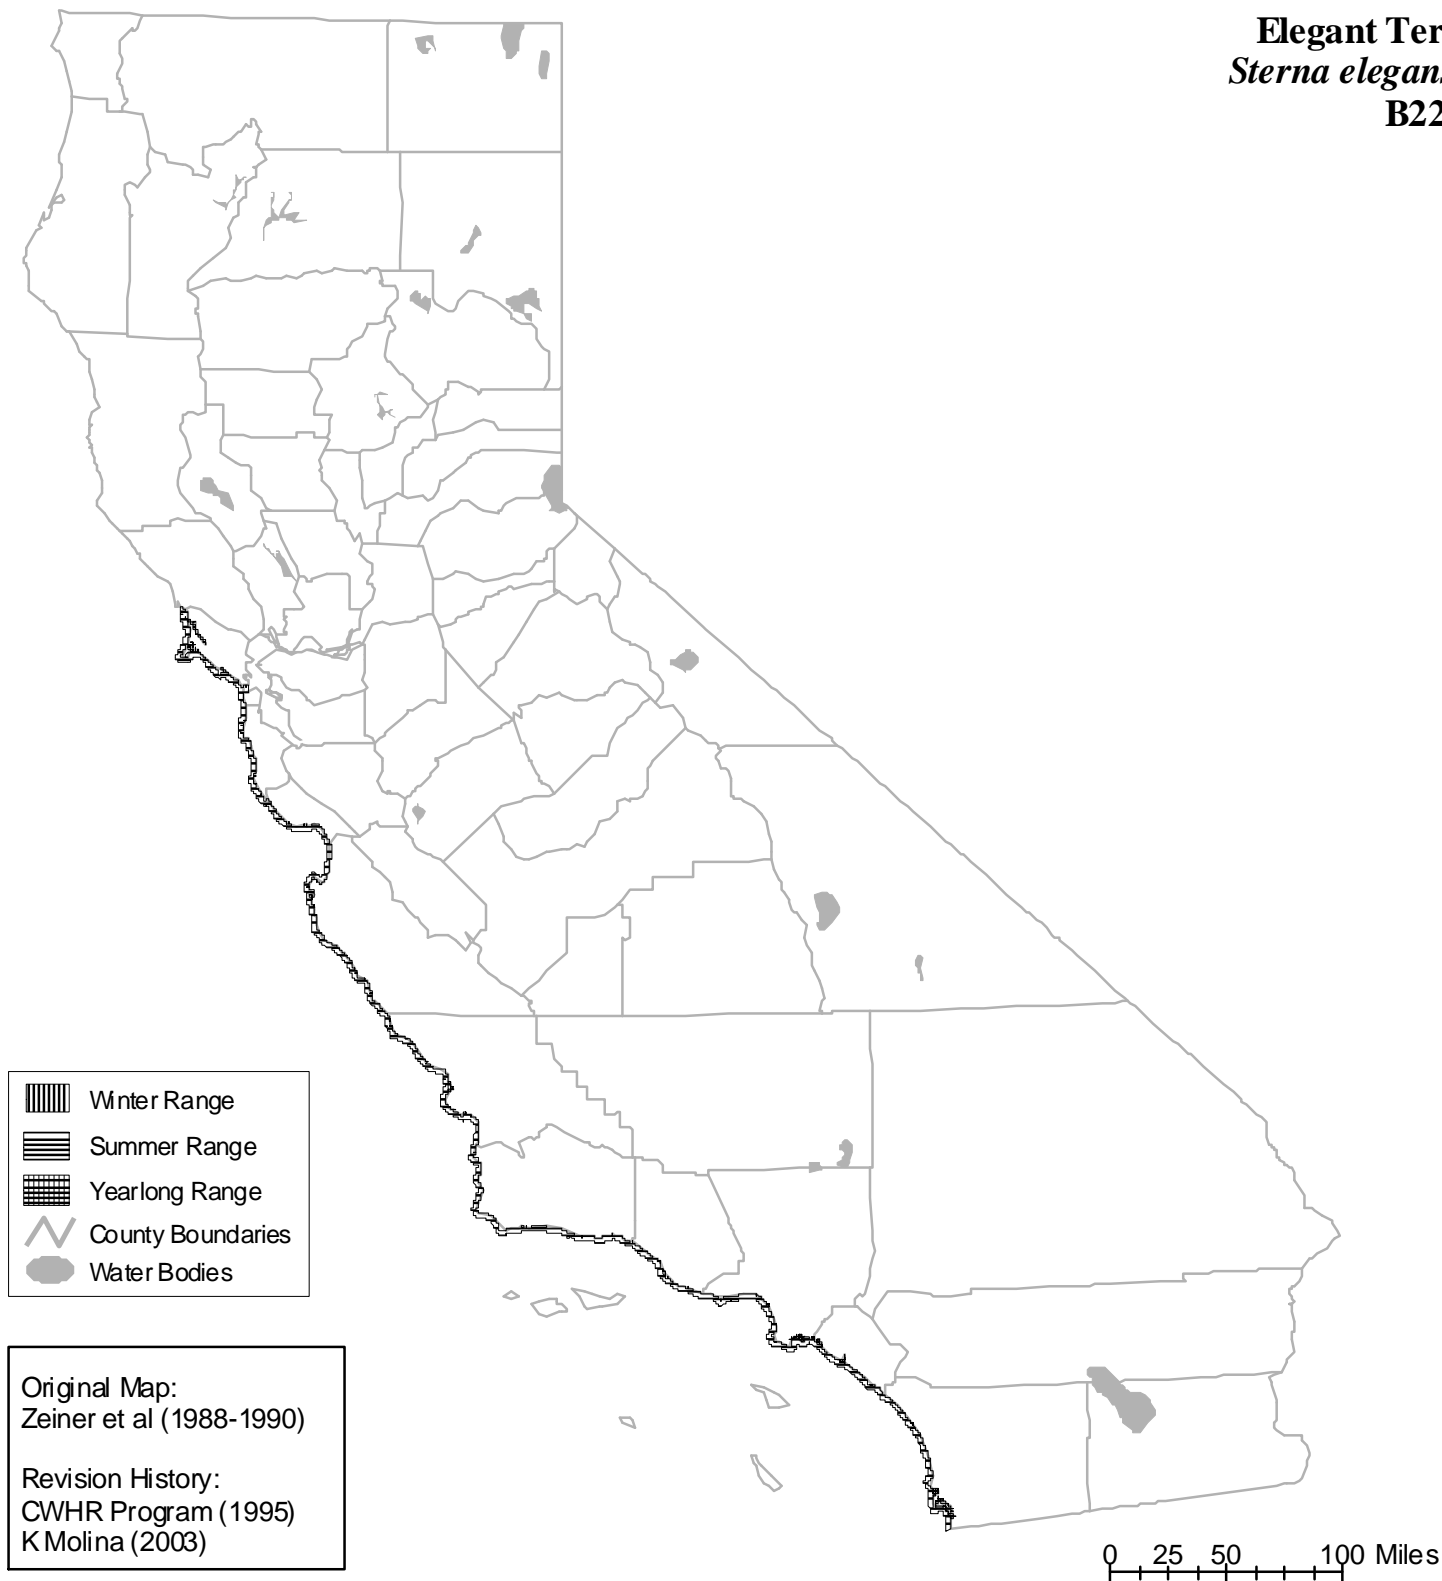 Elegant Ter
Sterna elegans
B22
Winter Range
Summer Range
Yearlong Range
County Boundaries
Water Bodies
Original Map:
Zeiner et al (1988-1990)
Revision History:
CWHR Program (1995)
K Molina (2003)
0 25 50 100 Miles